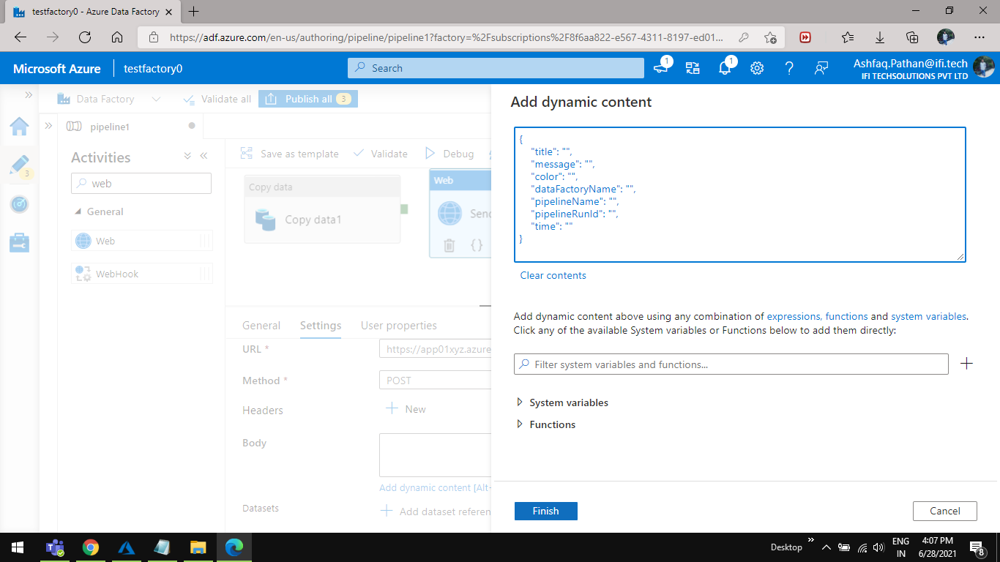 testfactory0 - Azure Data Factory
https://adf.azure.com/en-us/authoring/pipeline/pipeline1?factory=%2Fsubscriptions%2F8f6aa822-e567-4311-8197-ed01...
Microsoft Azure
testfactory0
Search
1
1
Ashfaq.Pathan@ifi.tech
IFI TECHSOLUTIONS PVT LTD
Data Factory
Validate all
Publish all
3
pipeline1
3
Activities
web
General
Web
WebHook
Save as template
Validate
Debug
Copy data
Copy data1
Web
Send
{}
General
Settings
User properties
URL *
https://app01xyz.azure
Method *
POST
Headers
New
Body
Add dynamic content [Alt+
Datasets
Add dataset referen
Add dynamic content
{
"title": "",
"message": "",
"color": "",
"dataFactoryName": "",
"pipelineName": "",
"pipelineRunId": "",
"time": ""
}
Clear contents
Add dynamic content above using any combination of expressions, functions and system variables.
Click any of the available System variables or Functions below to add them directly:
Filter system variables and functions...
System variables
Functions
Finish
Cancel
Desktop
ENG
IN
4:07 PM
6/28/2021
8